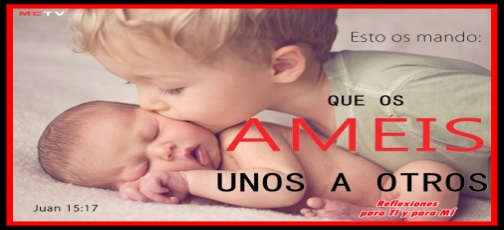 MCTV
Esto os mando:
QUE OS
AMÉIS
UNOS A OTROS
Juan 15:17
Reflexiones
para Ti y para Mí